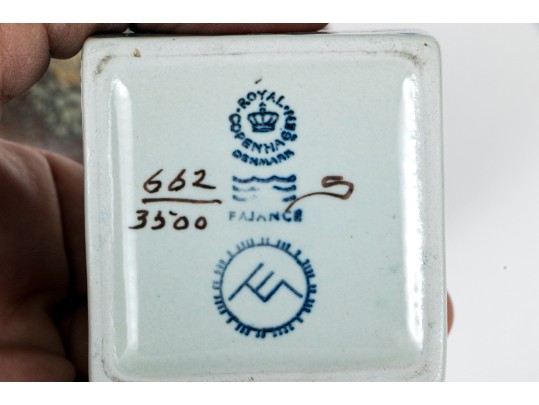 ROYAL COPENHAGEN
DENMARK
662
3500
FAJANCE